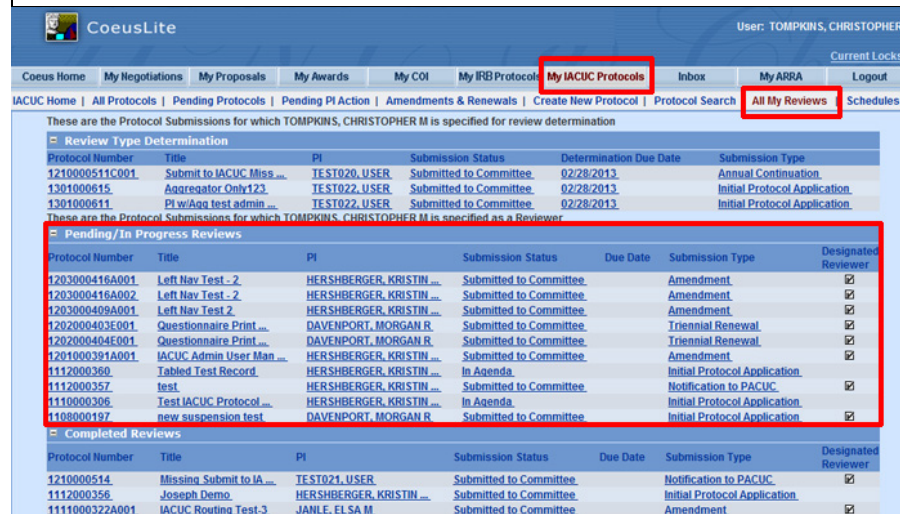 CoeusLite
User: TOMPKINS, CHRISTOPHER
Current Locks
Coeus Home My Negotiations My Proposals My Awards My COI My IRB Protocols My IACUC Protocols Inbox My ARRA Logout
IACUC Home | All Protocols | Pending Protocols | Pending PI Action | Amendments & Renewals | Create New Protocol | Protocol Search | All My Reviews | Schedules
These are the Protocol Submissions for which TOMPKINS, CHRISTOPHER M is specified for review determination
Review Type Determination
Protocol Number Title PI Submission Status Determination Due Date Submission Type
1210000511C001 Submit to IACUC Miss ... TEST020, USER Submitted to Committee 02/28/2013 Annual Continuation
1301000615 Aggregator Only123 TEST022, USER Submitted to Committee 02/28/2013 Initial Protocol Application
1301000611 PI w/Agg test admin ... TEST022, USER Submitted to Committee 02/28/2013 Initial Protocol Application
These are the Protocol Submissions for which TOMPKINS, CHRISTOPHER M is specified as a Reviewer
Pending/In Progress Reviews
Protocol Number Title PI Submission Status Due Date Submission Type Designated Reviewer
1203000416A001 Left Nav Test - 2 HERSHBERGER, KRISTIN ... Submitted to Committee Amendment
1203000416A002 Left Nav Test - 2 HERSHBERGER, KRISTIN ... Submitted to Committee Amendment
1203000409A001 Left Nav Test 2 HERSHBERGER, KRISTIN ... Submitted to Committee Amendment
1202000403E001 Questionnaire Print ... DAVENPORT, MORGAN R Submitted to Committee Triennial Renewal
1202000404E001 Questionnaire Print ... DAVENPORT, MORGAN R Submitted to Committee Triennial Renewal
1201000391A001 IACUC Admin User Man ... HERSHBERGER, KRISTIN ... Submitted to Committee Amendment
1112000360 Tabled Test Record HERSHBERGER, KRISTIN ... In Agenda Initial Protocol Application
1112000357 test HERSHBERGER, KRISTIN ... Submitted to Committee Notification to PACUC
1110000306 Test IACUC Protocol ... HERSHBERGER, KRISTIN ... In Agenda Initial Protocol Application
1108000197 new suspension test DAVENPORT, MORGAN R Submitted to Committee Initial Protocol Application
Completed Reviews
Protocol Number Title PI Submission Status Due Date Submission Type Designated Reviewer
1210000514 Missing Submit to IA ... TEST021, USER Submitted to Committee Notification to PACUC
1112000356 Joseph Demo HERSHBERGER, KRISTIN ... Submitted to Committee Initial Protocol Application
1111000322A001 IACUC Routing Test-3 JANLE, ELSA M Submitted to Committee Amendment